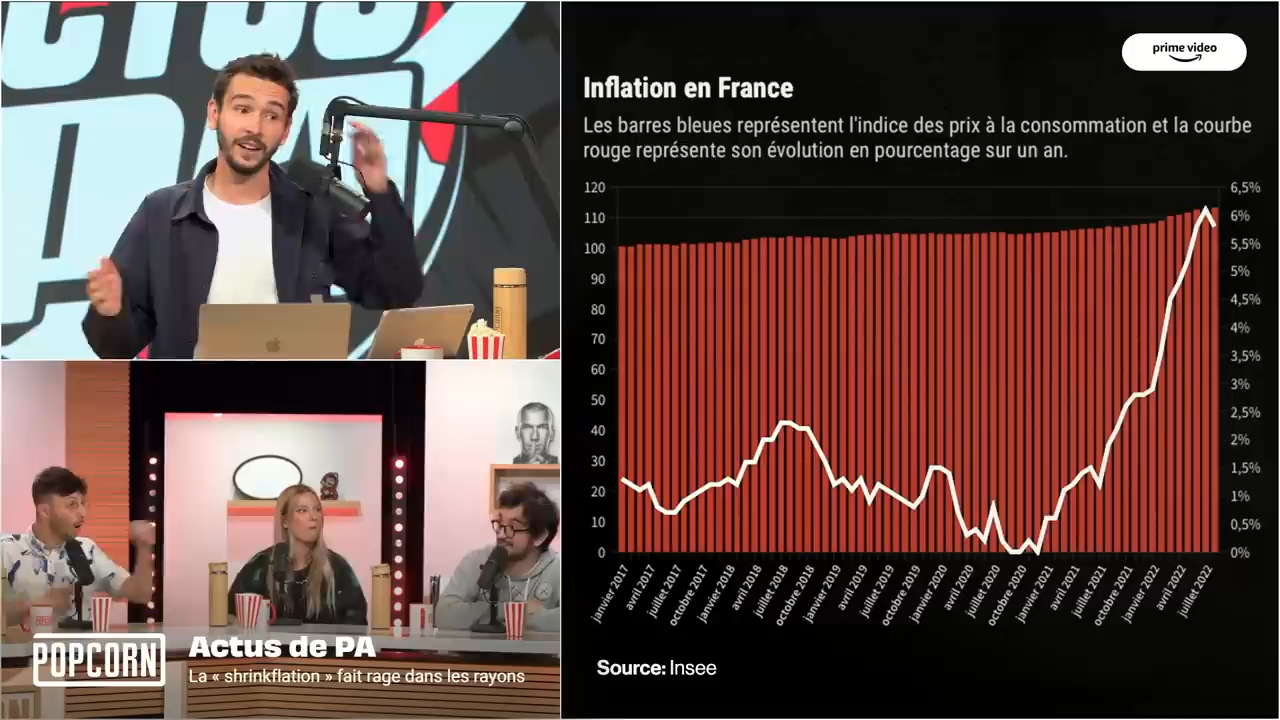 prime video
Inflation en France
Les barres bleues représentent l'indice des prix à la consommation et la courbe
rouge représente son évolution en pourcentage sur un an.
120
110
100
90
80
70
60
50
40
30
20
10
0
6,5%
6%
5,5%
5%
4,5%
4%
3,5%
3%
2,5%
2%
1,5%
1%
0,5%
0%
janvier 2017
avril 2017
juillet 2017
octobre 2017
janvier 2018
avril 2018
juillet 2018
octobre 2018
janvier 2019
avril 2019
juillet 2019
octobre 2019
janvier 2020
avril 2020
juillet 2020
octobre 2020
janvier 2021
avril 2021
juillet 2021
octobre 2021
janvier 2022
avril 2022
juillet 2022
Source: Insee
POPCORN
Actus de PA
La « shrinkflation » fait rage dans les rayons